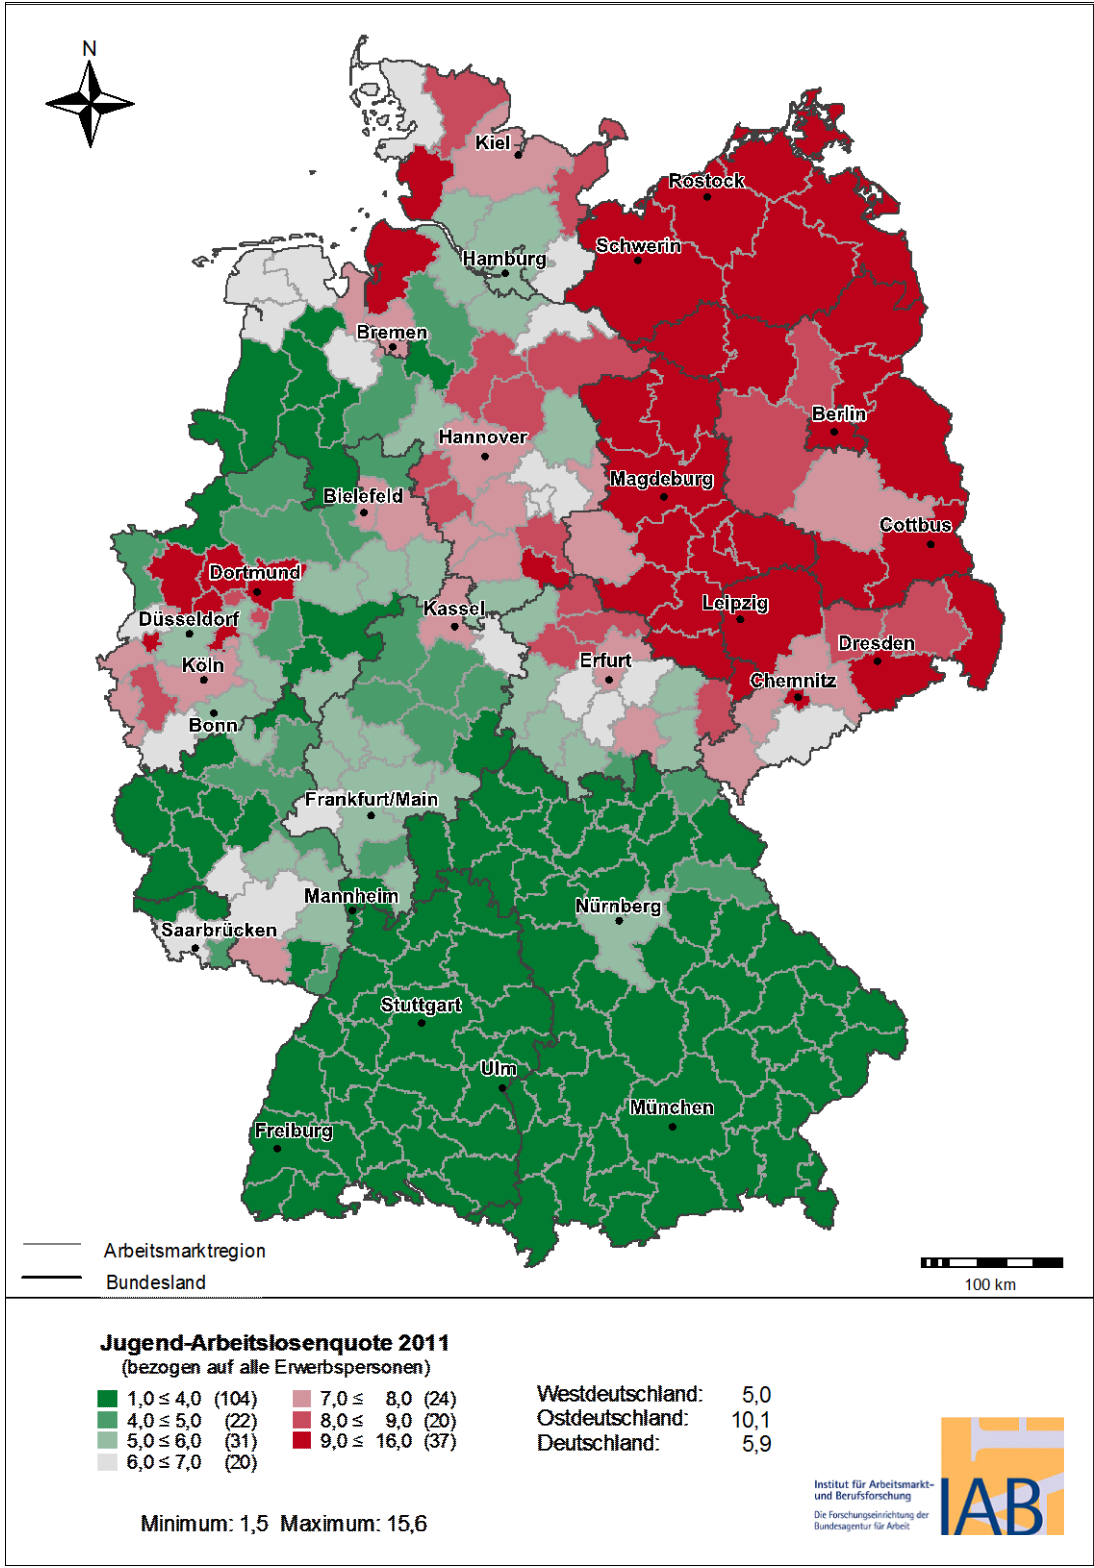 N
Kiel
Rostock
Schwerin
Hamburg
Bremen
Berlin
Hannover
Magdeburg
Bielefeld
Cottbus
Dortmund
Leipzig
Kassel
Düsseldorf
Dresden
Köln
Erfurt
Chemnitz
Bonn
Frankfurt/Main
Mannheim
Nürnberg
Saarbrücken
Stuttgart
Ulm
München
Freiburg
Arbeitsmarktregion
Bundesland
100 km
Jugend-Arbeitslosenquote 2011
(bezogen auf alle Erwerbspersonen)
1,0 ≤ 4,0 (104)
4,0 ≤ 5,0 (22)
5,0 ≤ 6,0 (31)
6,0 ≤ 7,0 (20)
7,0 ≤ 8,0 (24)
8,0 ≤ 9,0 (20)
9,0 ≤ 16,0 (37)
Westdeutschland: 5,0
Ostdeutschland: 10,1
Deutschland: 5,9
Minimum: 1,5 Maximum: 15,6
Institut für Arbeitsmarkt-
und Berufsforschung
Die Forschungseinrichtung der
Bundesagentur für Arbeit
IAB